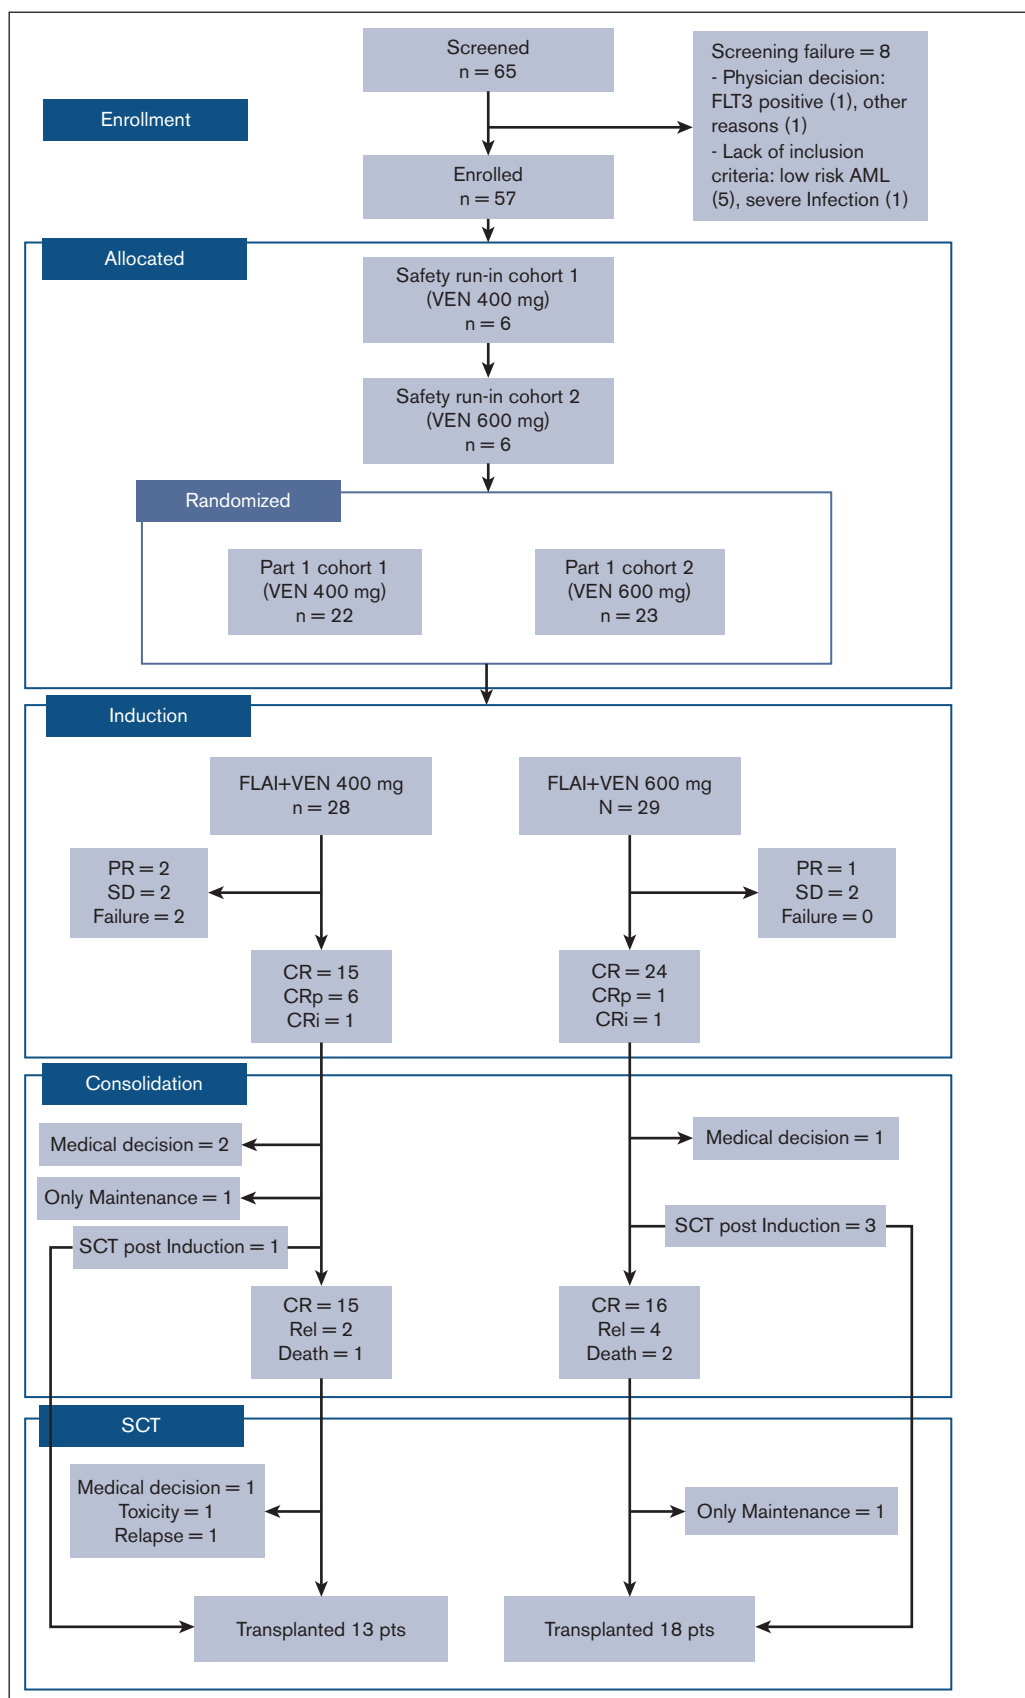 Screened
n = 65
Screening failure = 8
- Physician decision:
FLT3 positive (1), other
reasons (1)
- Lack of inclusion
criteria: low risk AML
(5), severe Infection (1)
Enrollment
Enrolled
n = 57
Allocated
Safety run-in cohort 1
(VEN 400 mg)
n = 6
Safety run-in cohort 2
(VEN 600 mg)
n = 6
Randomized
Part 1 cohort 1
(VEN 400 mg)
n = 22
Part 1 cohort 2
(VEN 600 mg)
n = 23
Induction
FLAI+VEN 400 mg
n = 28
FLAI+VEN 600 mg
N = 29
PR = 2
SD = 2
Failure = 2
PR = 1
SD = 2
Failure = 0
CR = 15
CRp = 6
CRi = 1
CR = 24
CRp = 1
CRi = 1
Consolidation
Medical decision = 2
Medical decision = 1
Only Maintenance = 1
SCT post Induction = 1
SCT post Induction = 3
CR = 15
Rel = 2
Death = 1
CR = 16
Rel = 4
Death = 2
SCT
Medical decision = 1
Toxicity = 1
Relapse = 1
Only Maintenance = 1
Transplanted 13 pts
Transplanted 18 pts